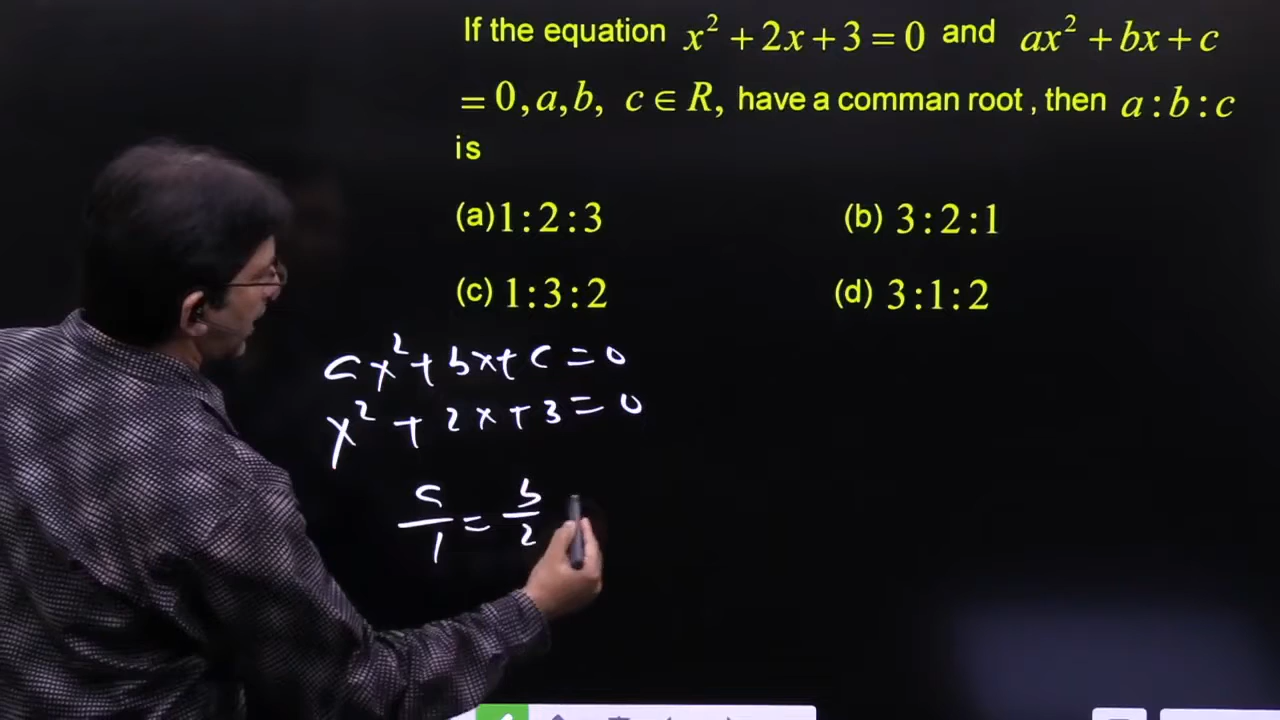 If the equation x² + 2x + 3 = 0 and ax² + bx + c
= 0, a, b, c ∈ R, have a comman root , then a : b : c
is
(a) 1 : 2 : 3 (b) 3 : 2 : 1
(c) 1 : 3 : 2 (d) 3 : 1 : 2
ax² + bx + c = 0
x² + 2x + 3 = 0
a/1 = b/2